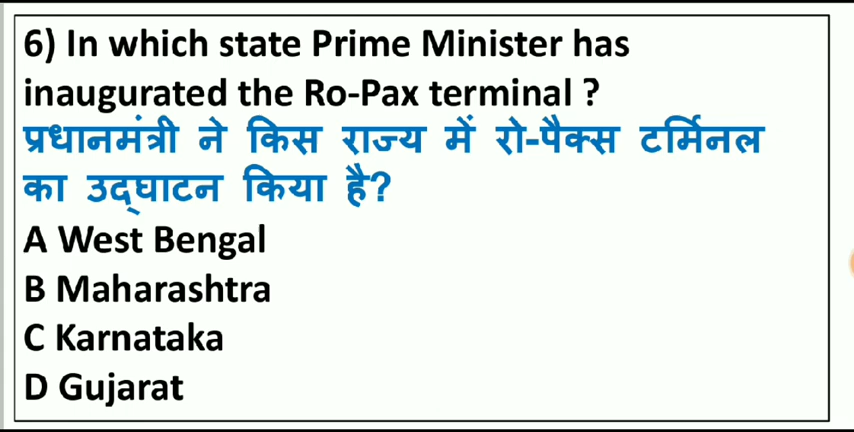 6) In which state Prime Minister has
inaugurated the Ro-Pax terminal ?
प्रधानमंत्री ने किस राज्य में रो-पैक्स टर्मिनल
का उद्घाटन किया है?
A West Bengal
B Maharashtra
C Karnataka
D Gujarat